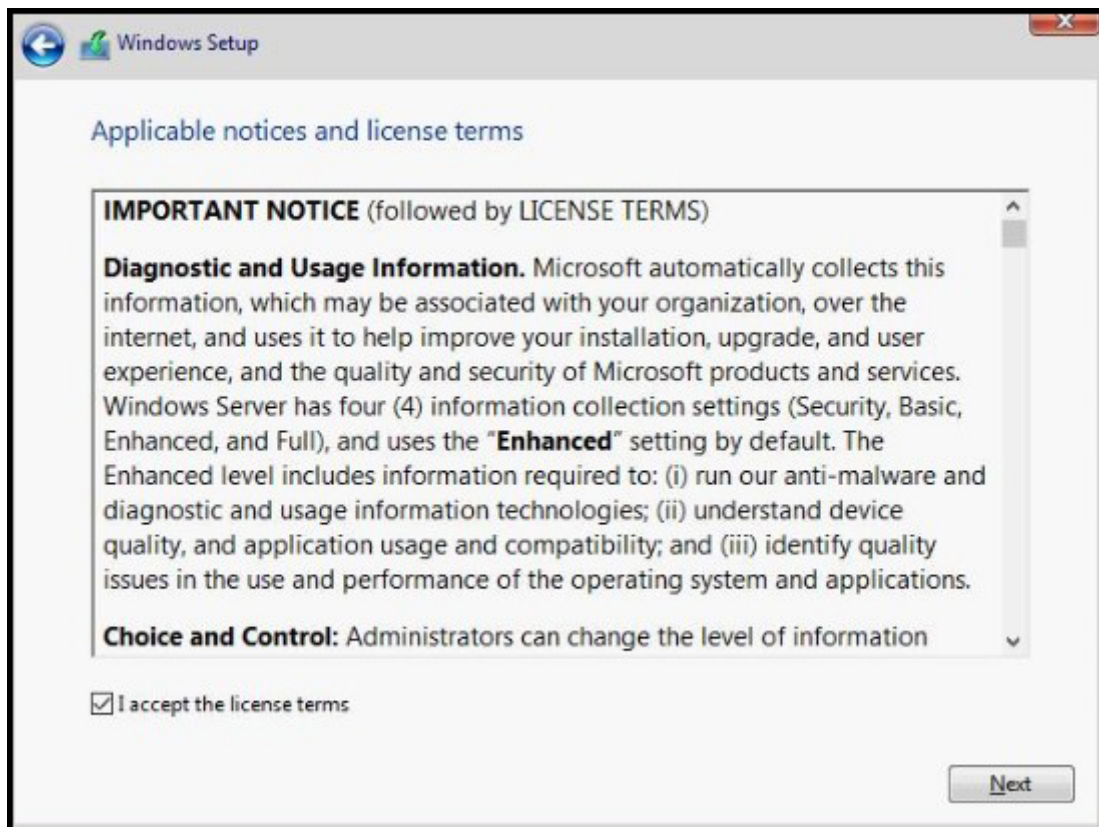 Windows Setup
Applicable notices and license terms
IMPORTANT NOTICE (followed by LICENSE TERMS)
Diagnostic and Usage Information. Microsoft automatically collects this
information, which may be associated with your organization, over the
internet, and uses it to help improve your installation, upgrade, and user
experience, and the quality and security of Microsoft products and services.
Windows Server has four (4) information collection settings (Security, Basic,
Enhanced, and Full), and uses the “Enhanced” setting by default. The
Enhanced level includes information required to: (i) run our anti-malware and
diagnostic and usage information technologies; (ii) understand device
quality, and application usage and compatibility; and (iii) identify quality
issues in the use and performance of the operating system and applications.
Choice and Control: Administrators can change the level of information
I accept the license terms
Next